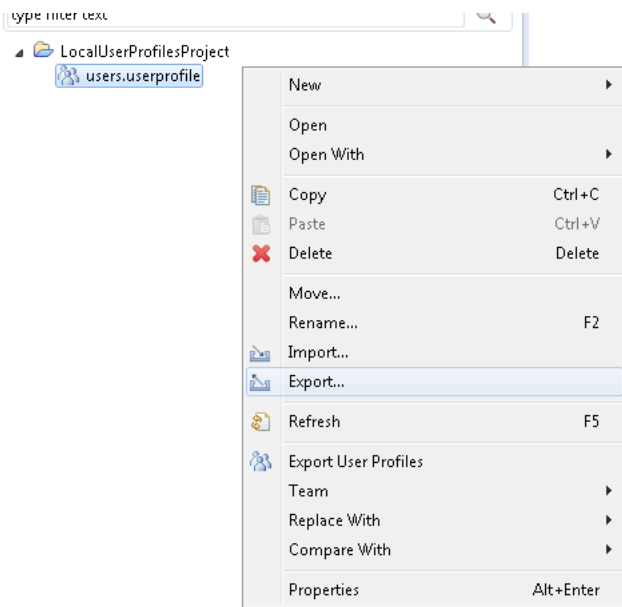 type filter text
LocalUserProfilesProject
users.userprofile
New
Open
Open With
Copy Ctrl+C
Paste Ctrl+V
Delete Delete
Move...
Rename... F2
Import...
Export...
Refresh F5
Export User Profiles
Team
Replace With
Compare With
Properties Alt+Enter